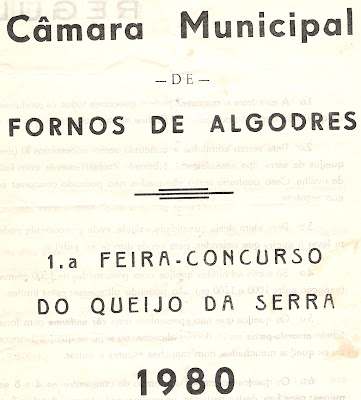 Câmara Municipal
— DE —
FORNOS DE ALGODRES
1.a FEIRA-CONCURSO
DO QUEIJO DA SERRA
1980